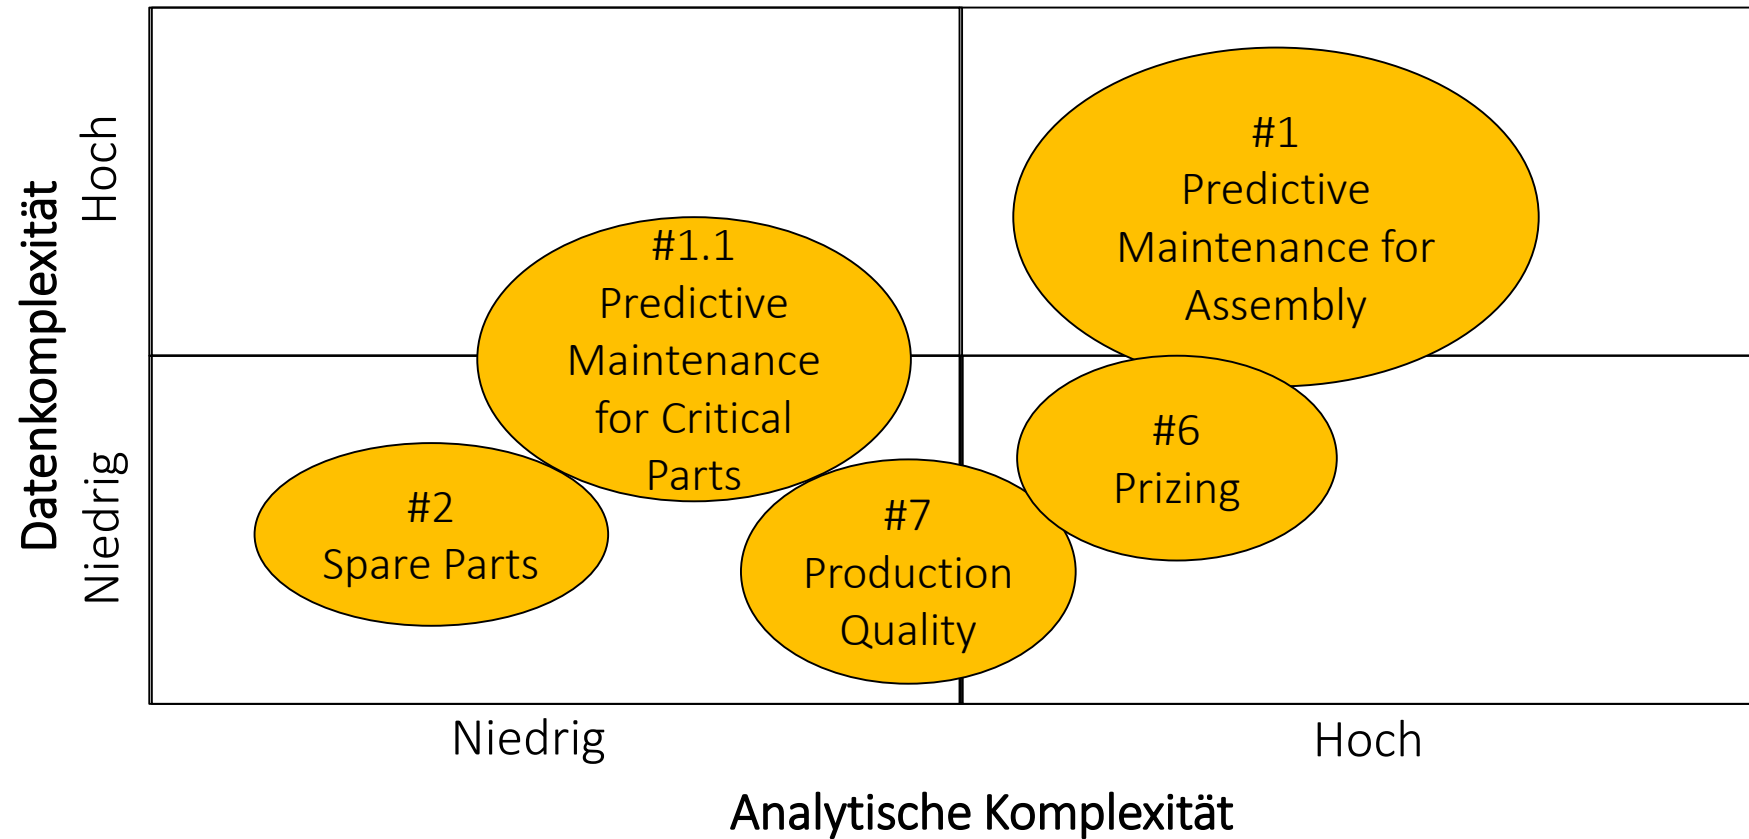 Datenkomplexität
Hoch
Niedrig
#1
Predictive
Maintenance for
Assembly
#1.1
Predictive
Maintenance
for Critical
Parts
#6
Prizing
#2
Spare Parts
#7
Production
Quality
Niedrig
Hoch
Analytische Komplexität